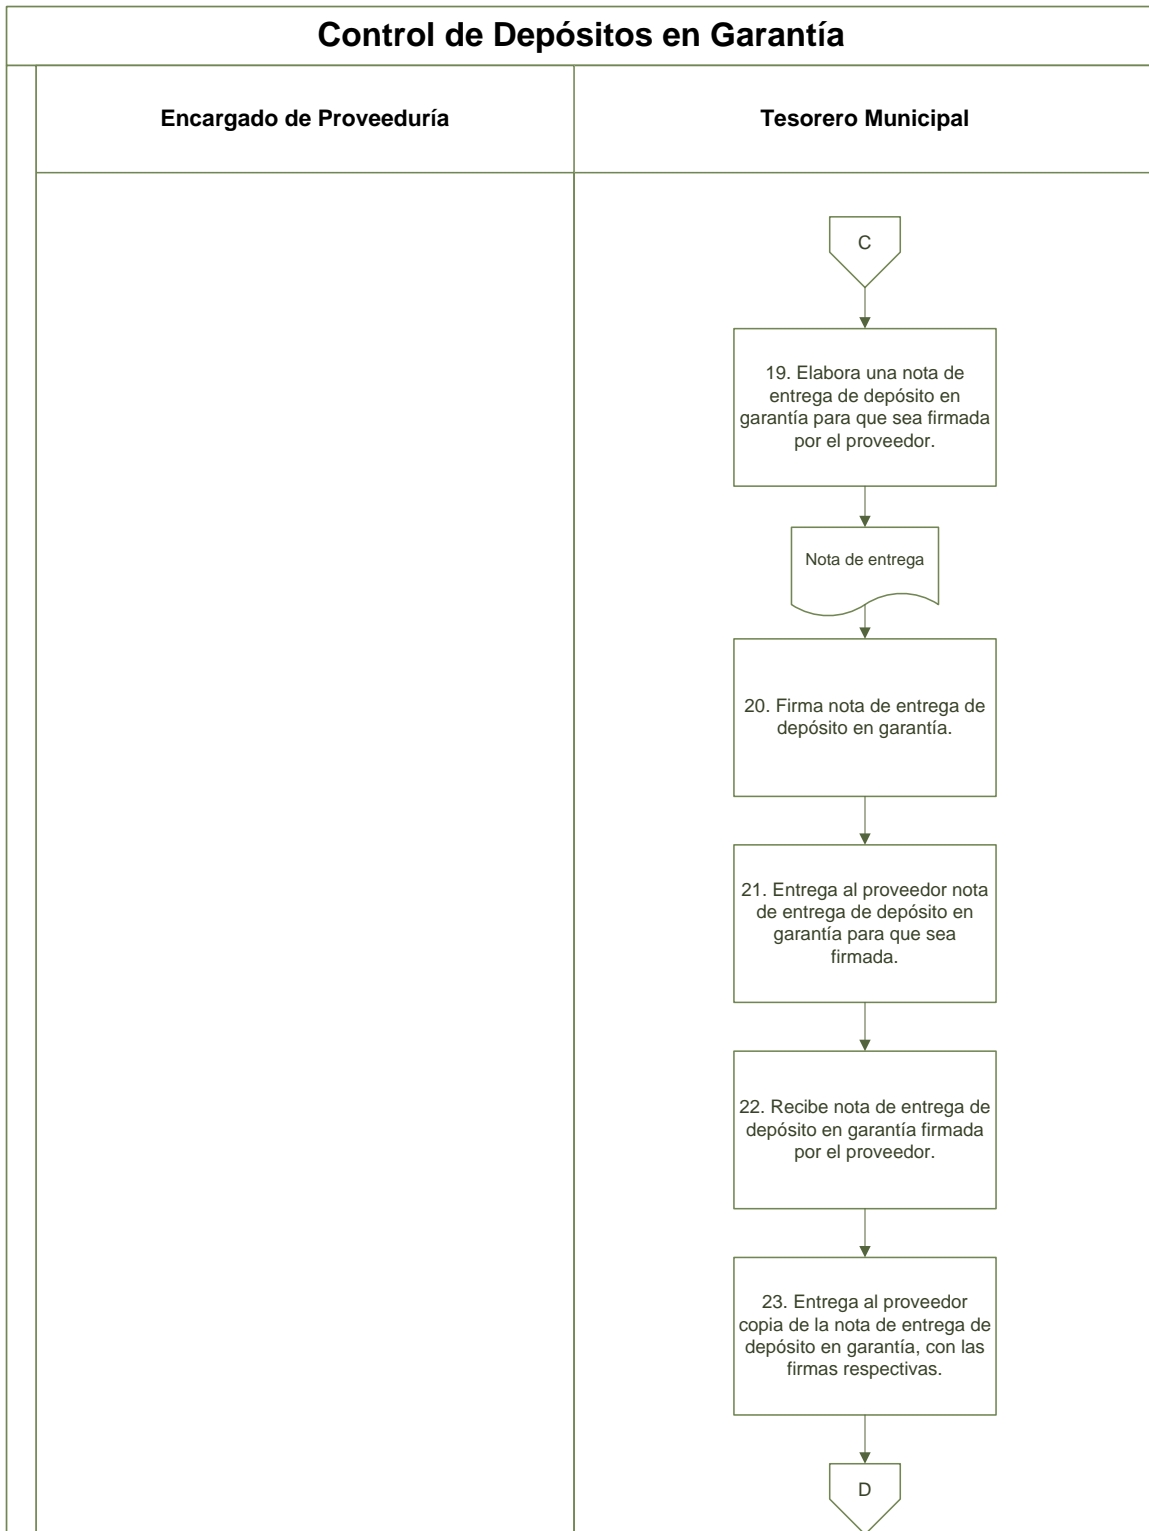 Control de Depósitos en Garantía
Encargado de Proveeduría
Tesorero Municipal
C
19. Elabora una nota de
entrega de depósito en
garantía para que sea firmada
por el proveedor.
Nota de entrega
20. Firma nota de entrega de
depósito en garantía.
21. Entrega al proveedor nota
de entrega de depósito en
garantía para que sea
firmada.
22. Recibe nota de entrega de
depósito en garantía firmada
por el proveedor.
23. Entrega al proveedor
copia de la nota de entrega de
depósito en garantía, con las
firmas respectivas.
D